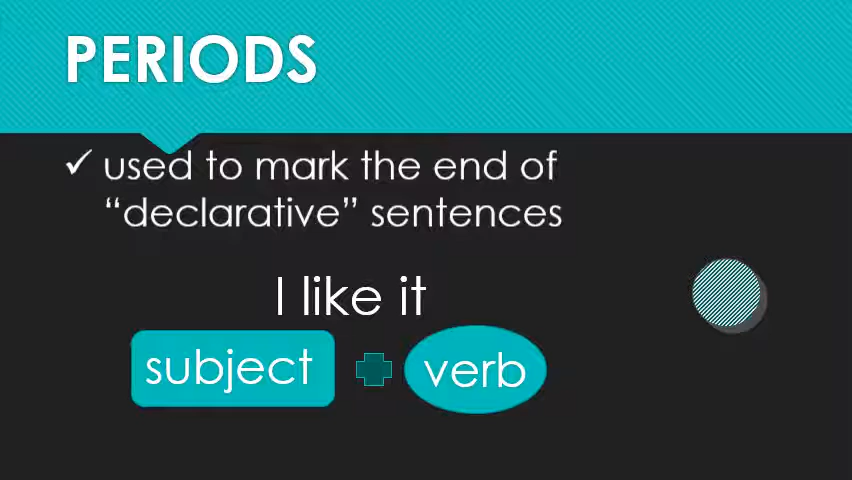 PERIODS
✓ used to mark the end of
“declarative” sentences
I like it
subject + verb